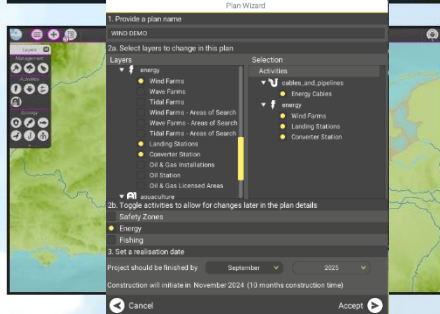 Plan Wizard
1. Provide a plan name
WIND DEMO
2a. Select layers to change in this plan
Layers
Selection
energy
Wind Farms
Wave Farms
Tidal Farms
Wind Farms - Areas of Search
Wave Farms - Areas of Search
Tidal Farms - Areas of Search
Landing Stations
Converter Station
Oil & Gas Installations
Oil Station
Oil & Gas Licensed Areas
aquaculture
Activities
cables_and_pipelines
Energy Cables
energy
Wind Farms
Landing Stations
Converter Station
2b. Toggle activities to allow for changes later in the plan details
Safety Zones
Energy
Fishing
3. Set a realisation date
Project should be finished by September 2025
Construction will initiate in November 2024 (10 months construction time)
Cancel
Accept
Layers
Management
Activities
Ecology